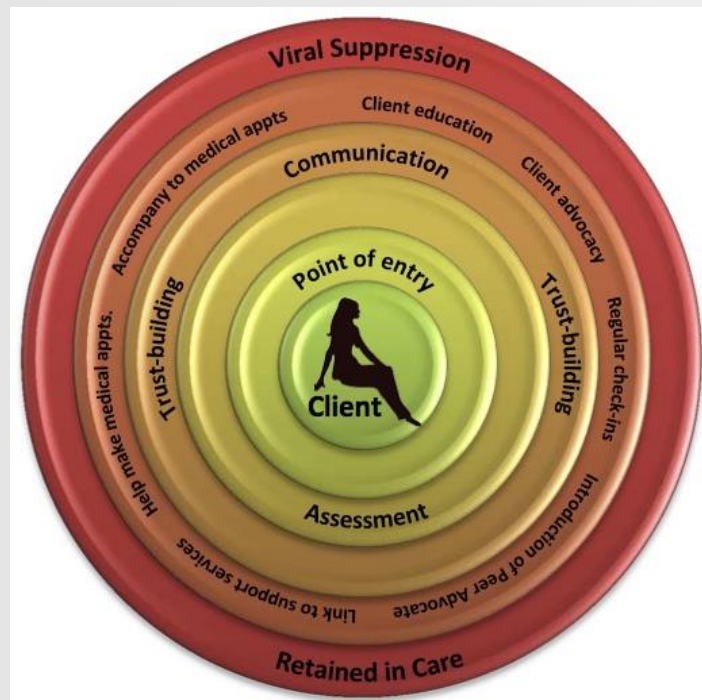 Viral Suppression
Client education
Client advocacy
Regular check-ins
Introduction of Peer Advocate
Link to support services
Help make medical appts.
Accompany to medical appts
Communication
Trust-building
Trust-building
Point of entry
Client
Assessment
Retained in Care